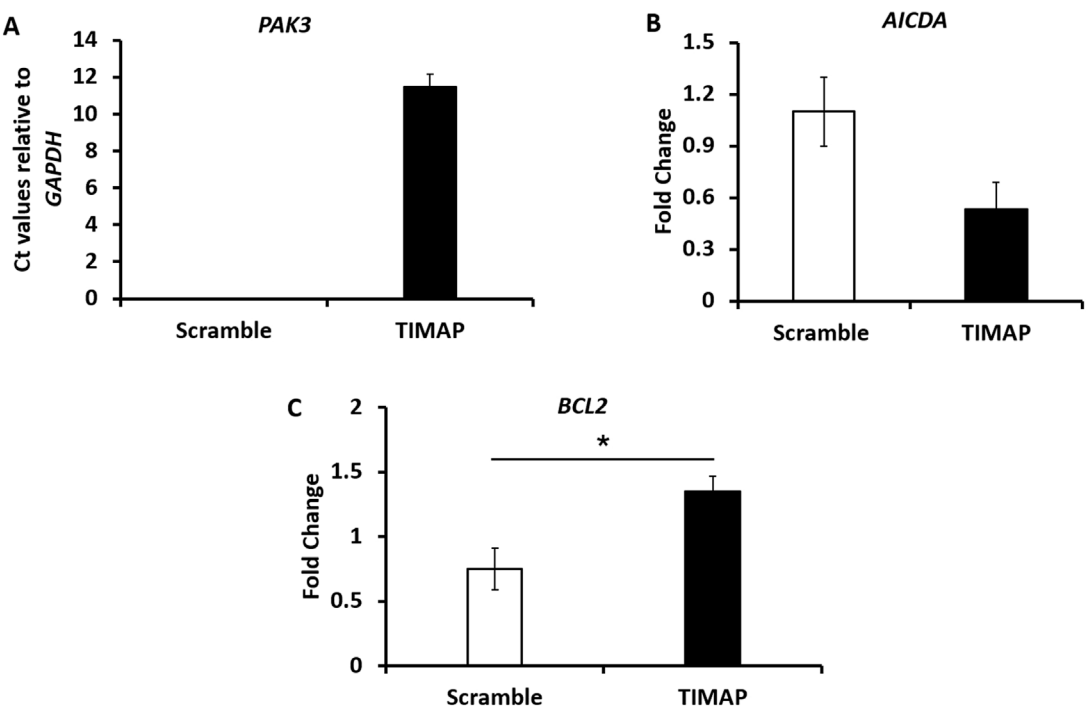 A
PAK3
Ct values relative to
GAPDH
14
12
10
8
6
4
2
0
Scramble
TIMAP
B
AICDA
Fold Change
1.5
1.2
0.9
0.6
0.3
0
Scramble
TIMAP
C
BCL2
Fold Change
2
1.5
1
0.5
0
*
Scramble
TIMAP